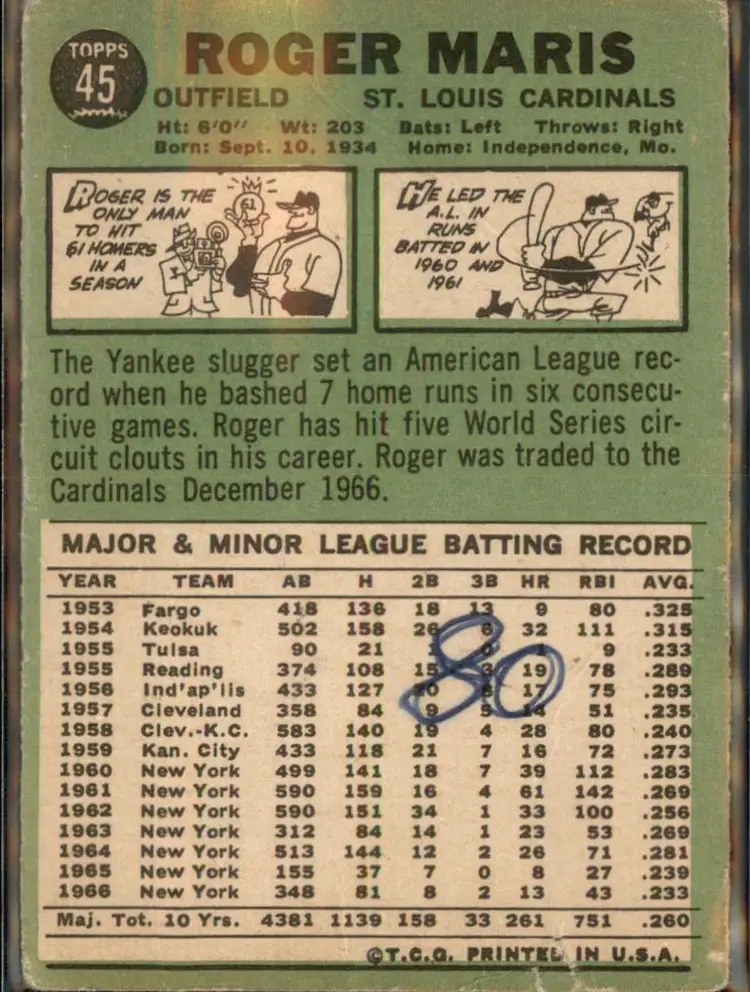 TOPPS
45
ROGER MARIS
OUTFIELD ST. LOUIS CARDINALS
Ht: 6'0" Wt: 203 Bats: Left Throws: Right
Born: Sept. 10, 1934 Home: Independence, Mo.
ROGER IS THE
ONLY MAN
TO HIT
61 HOMERS
IN A
SEASON
61
HE LED THE
A.L. IN
RUNS
BATTED IN
1960 AND
1961
The Yankee slugger set an American League rec-
ord when he bashed 7 home runs in six consecu-
tive games. Roger has hit five World Series cir-
cuit clouts in his career. Roger was traded to the
Cardinals December 1966.
MAJOR & MINOR LEAGUE BATTING RECORD
YEAR TEAM AB H 2B 3B HR RBI AVG.
1953 Fargo 418 136 18 13 9 80 .325
1954 Keokuk 502 158 26 6 32 111 .315
1955 Tulsa 90 21 1 0 1 9 .233
1955 Reading 374 108 15 3 19 78 .289
1956 Ind'ap'lis 433 127 20 8 17 75 .293
1957 Cleveland 358 84 9 5 14 51 .235
1958 Clev.-K.C. 583 140 19 4 28 80 .240
1959 Kan. City 433 118 21 7 16 72 .273
1960 New York 499 141 18 7 39 112 .283
1961 New York 590 159 16 4 61 142 .269
1962 New York 590 151 34 1 33 100 .256
1963 New York 312 84 14 1 23 53 .269
1964 New York 513 144 12 2 26 71 .281
1965 New York 155 37 7 0 8 27 .239
1966 New York 348 81 8 2 13 43 .233
Maj. Tot. 10 Yrs. 4381 1139 158 33 261 751 .260
©T.C.G. PRINTED IN U.S.A.
80